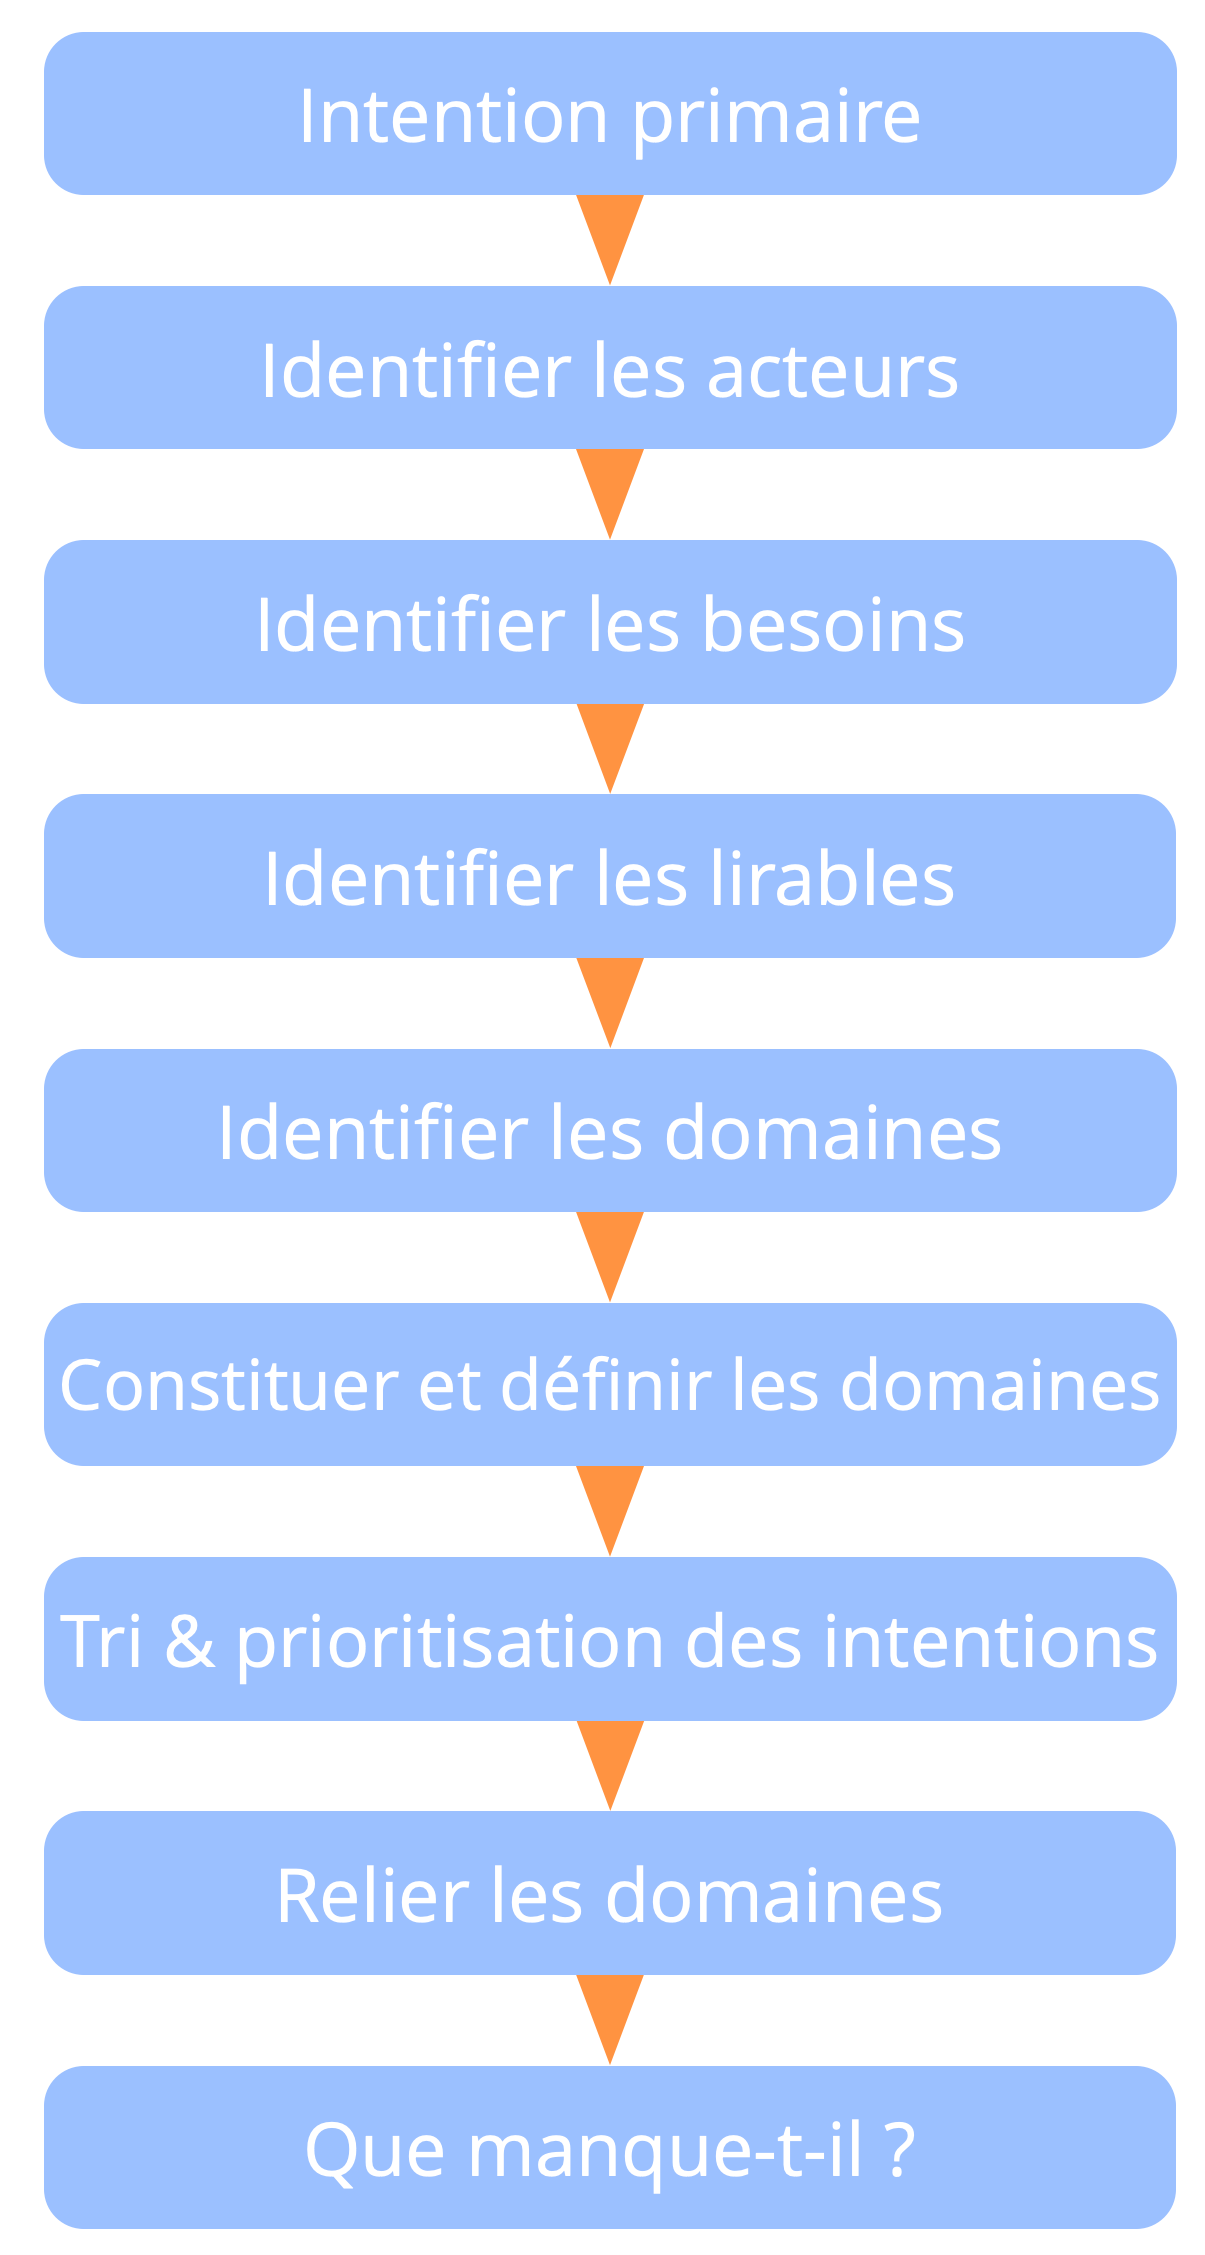 Intention primaire
Identifier les acteurs
Identifier les besoins
Identifier les lirables
Identifier les domaines
Constituer et définir les domaines
Tri & prioritisation des intentions
Relier les domaines
Que manque-t-il ?